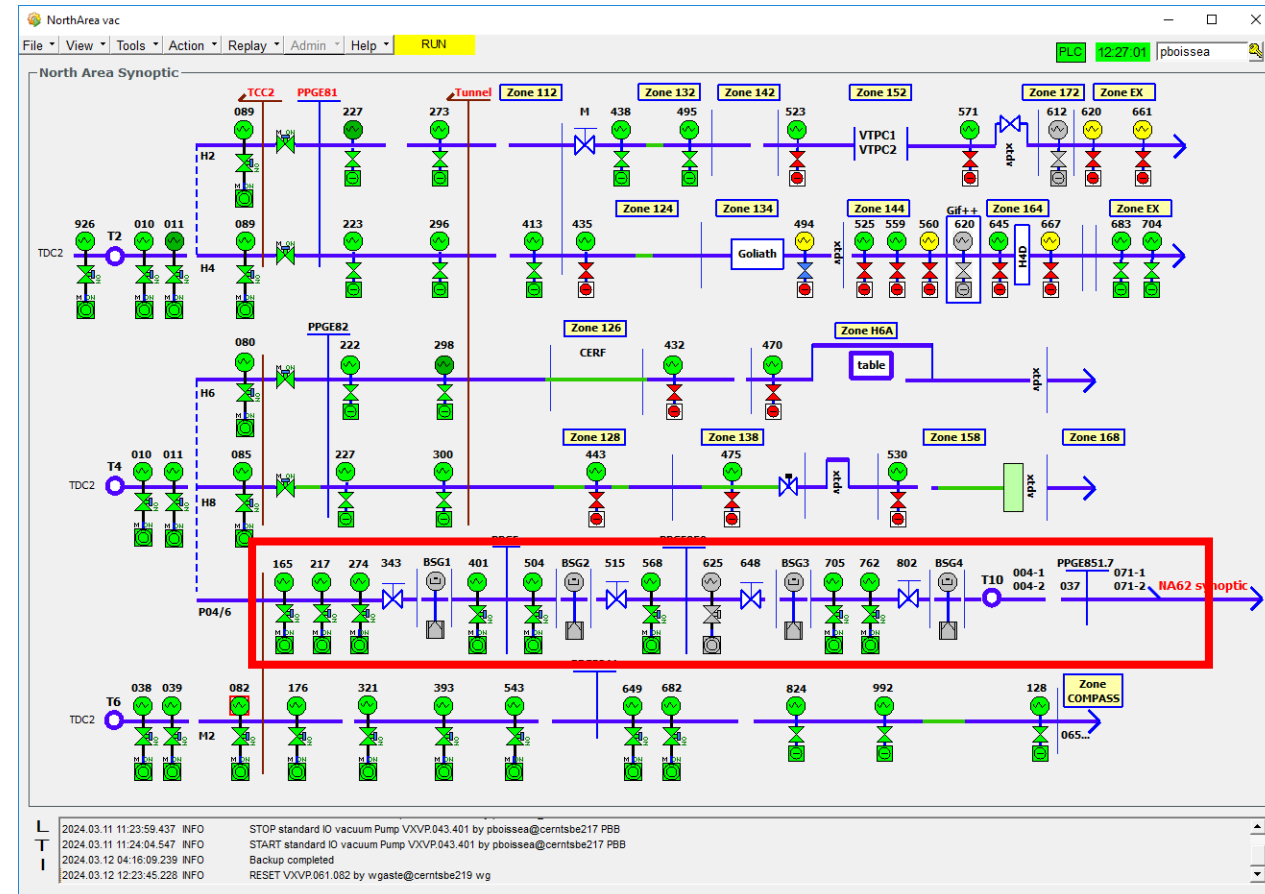 NorthArea vac
File View Tools Action Replay Admin Help RUN
PLC 12:27:01 pboissea
North Area Synoptic
TCC2 PPGE81 Tunnel Zone 112 Zone 132 Zone 142 Zone 152 Zone 172 Zone EX
089 227 273 M 438 495 523 571 612 620 661
VTPC1
VTPC2
H2
xtdv
Zone 124 Zone 134 Zone 144 Gif++ Zone 164 Zone EX
926 T2 010 011 089 223 296 413 435 494 525 559 560 620 645 667 683 704
TDC2 Goliath xtdv H4D
H4
PPGE82 Zone 126 Zone H6A
080 222 298 CERF 432 470
table
H6 xtdv
Zone 128 Zone 138 Zone 158 Zone 168
T4 010 011 085 227 300 443 475 530
TDC2 xtdv xtdv
H8
165 217 274 343 BSG1 401 504 BSG2 515 568 625 648 BSG3 705 762 802 BSG4 T10 004-1 PPGE851.7 071-1
004-2 037 071-2 NA62 synoptic
P04/6
T6 038 039 082 176 321 393 543 649 682 824 992 128 Zone
COMPASS
TDC2
M2 065...
L
T
I
2024.03.11 11:23:59.437 INFO STOP standard IO vacuum Pump VXVP.043.401 by pboissea@cerntsbe217 PBB
2024.03.11 11:24:04.547 INFO START standard IO vacuum Pump VXVP.043.401 by pboissea@cerntsbe217 PBB
2024.03.12 04:16:09.239 INFO Backup completed
2024.03.12 12:23:45.228 INFO RESET VXVP.061.082 by wgaste@cerntsbe219 wg